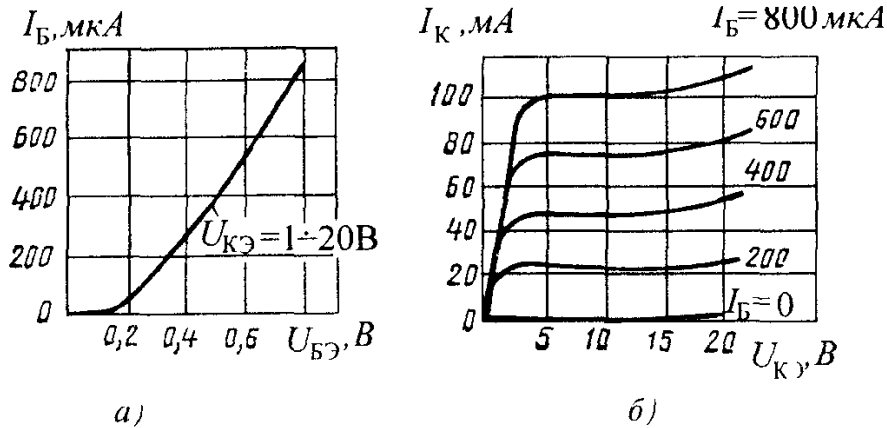 I_Б, мкА
800
600
400
200
0
0,2 0,4 0,6 U_БЭ, В
U_КЭ=1÷20В
а)
I_К, мА
I_Б=800 мкА
100
80
60
40
20
0
600
400
200
I_Б=0
5 10 15 20 U_К Э, В
б)